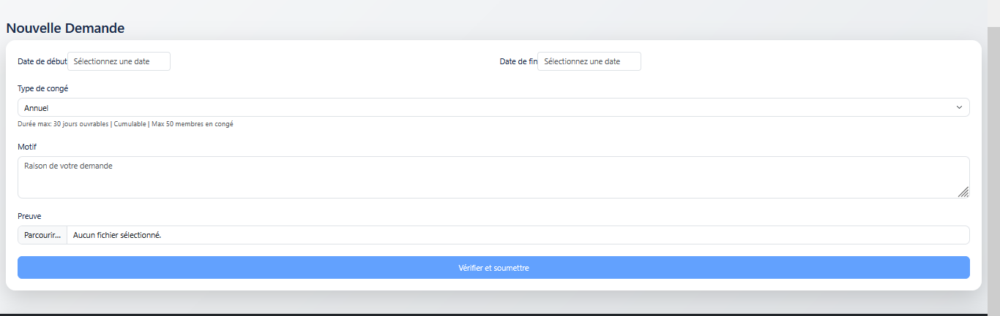 Nouvelle Demande
Date de début Sélectionnez une date Date de fin Sélectionnez une date
Type de congé
Annuel
Durée max: 30 jours ouvrables | Cumulable | Max 50 membres en congé
Motif
Raison de votre demande
Preuve
Parcourir... Aucun fichier sélectionné.
Vérifier et soumettre